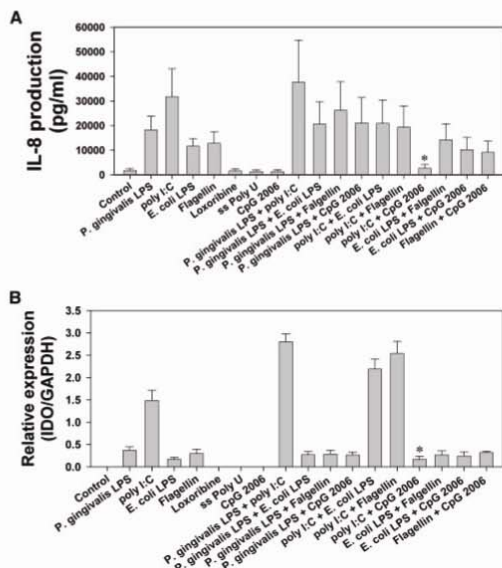 A
IL-8 production
(pg/ml)
60000
50000
40000
30000
20000
10000
0
*
Control
P. gingivalis LPS
poly I:C
E. coli LPS
Flagellin
Loxoribine
ss Poly U
CpG 2006
P. gingivalis LPS + poly I:C
P. gingivalis LPS + E. coli LPS
P. gingivalis LPS + Falgellin
P. gingivalis LPS + CpG 2006
poly I:C + E. coli LPS
poly I:C + Flagellin
poly I:C + CpG 2006
E. coli LPS + Falgellin
E. coli LPS + CpG 2006
Flagellin + CpG 2006
B
Relative expression
(IDO/GAPDH)
3.5
3.0
2.5
2.0
1.5
1.0
0.5
0.0
*
Control
P. gingivalis LPS
poly I:C
E. coli LPS
Flagellin
Loxoribine
ss Poly U
CpG 2006
P. gingivalis LPS + poly I:C
P. gingivalis LPS + E. coli LPS
P. gingivalis LPS + Falgellin
P. gingivalis LPS + CpG 2006
poly I:C + E. coli LPS
poly I:C + Flagellin
poly I:C + CpG 2006
E. coli LPS + Falgellin
E. coli LPS + CpG 2006
Flagellin + CpG 2006